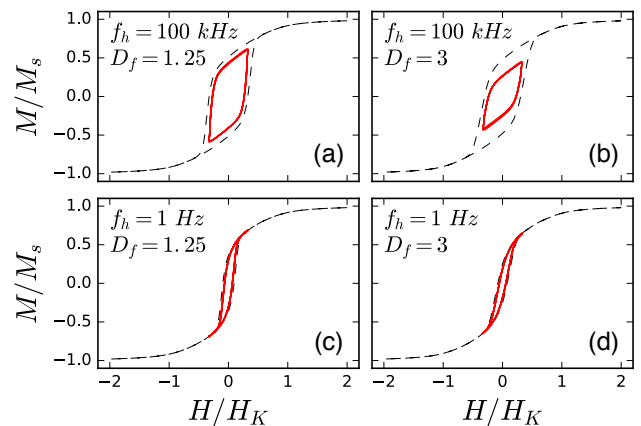 f_h = 100 kHz
D_f = 1.25
(a)
f_h = 100 kHz
D_f = 3
(b)
1.0
0.5
0.0
−0.5
−1.0
M/M_s
f_h = 1 Hz
D_f = 1.25
(c)
f_h = 1 Hz
D_f = 3
(d)
1.0
0.5
0.0
−0.5
−1.0
M/M_s
−2 −1 0 1 2
−2 −1 0 1 2
H/H_K
H/H_K